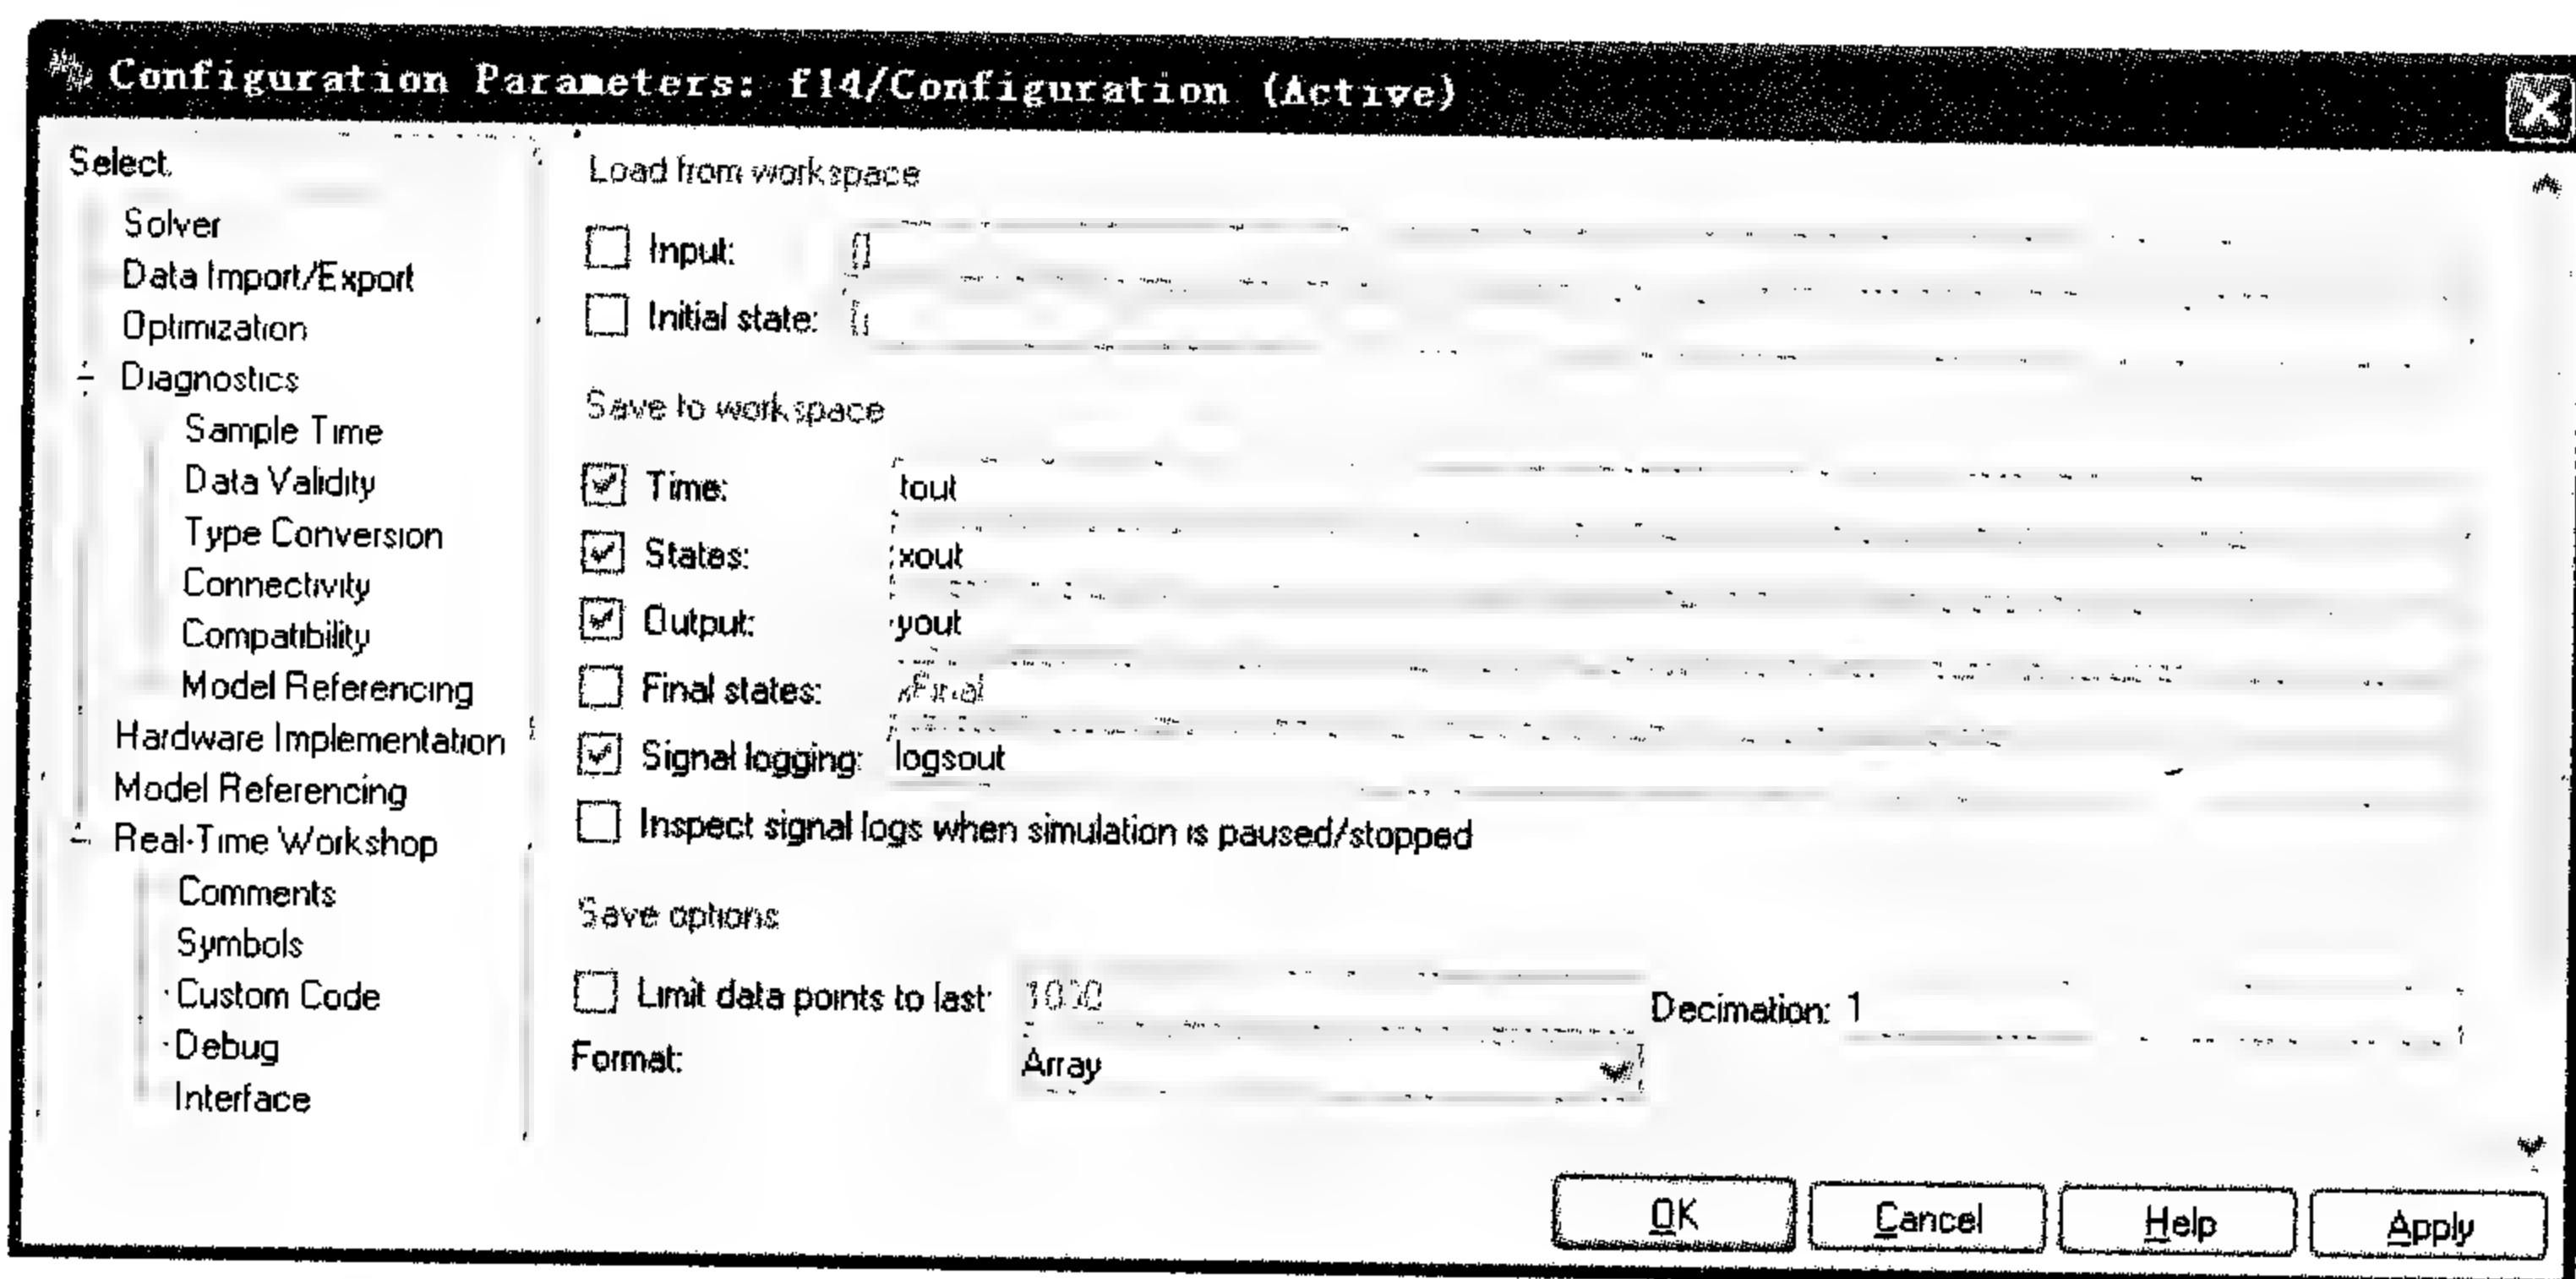 Configuration Parameters: f14/Configuration (Active)
Select
Solver
Data Import/Export
Optimization
Diagnostics
Sample Time
Data Validity
Type Conversion
Connectivity
Compatibility
Model Referencing
Hardware Implementation
Model Referencing
Real-Time Workshop
Comments
Symbols
Custom Code
Debug
Interface
Load from workspace
Input: []
Initial state:
Save to workspace
Time: tout
States: xout
Output: yout
Final states: xFinal
Signal logging: logsout
Inspect signal logs when simulation is paused/stopped
Save options
Limit data points to last:
Decimation: 1
Format: Array
OK Cancel Help Apply